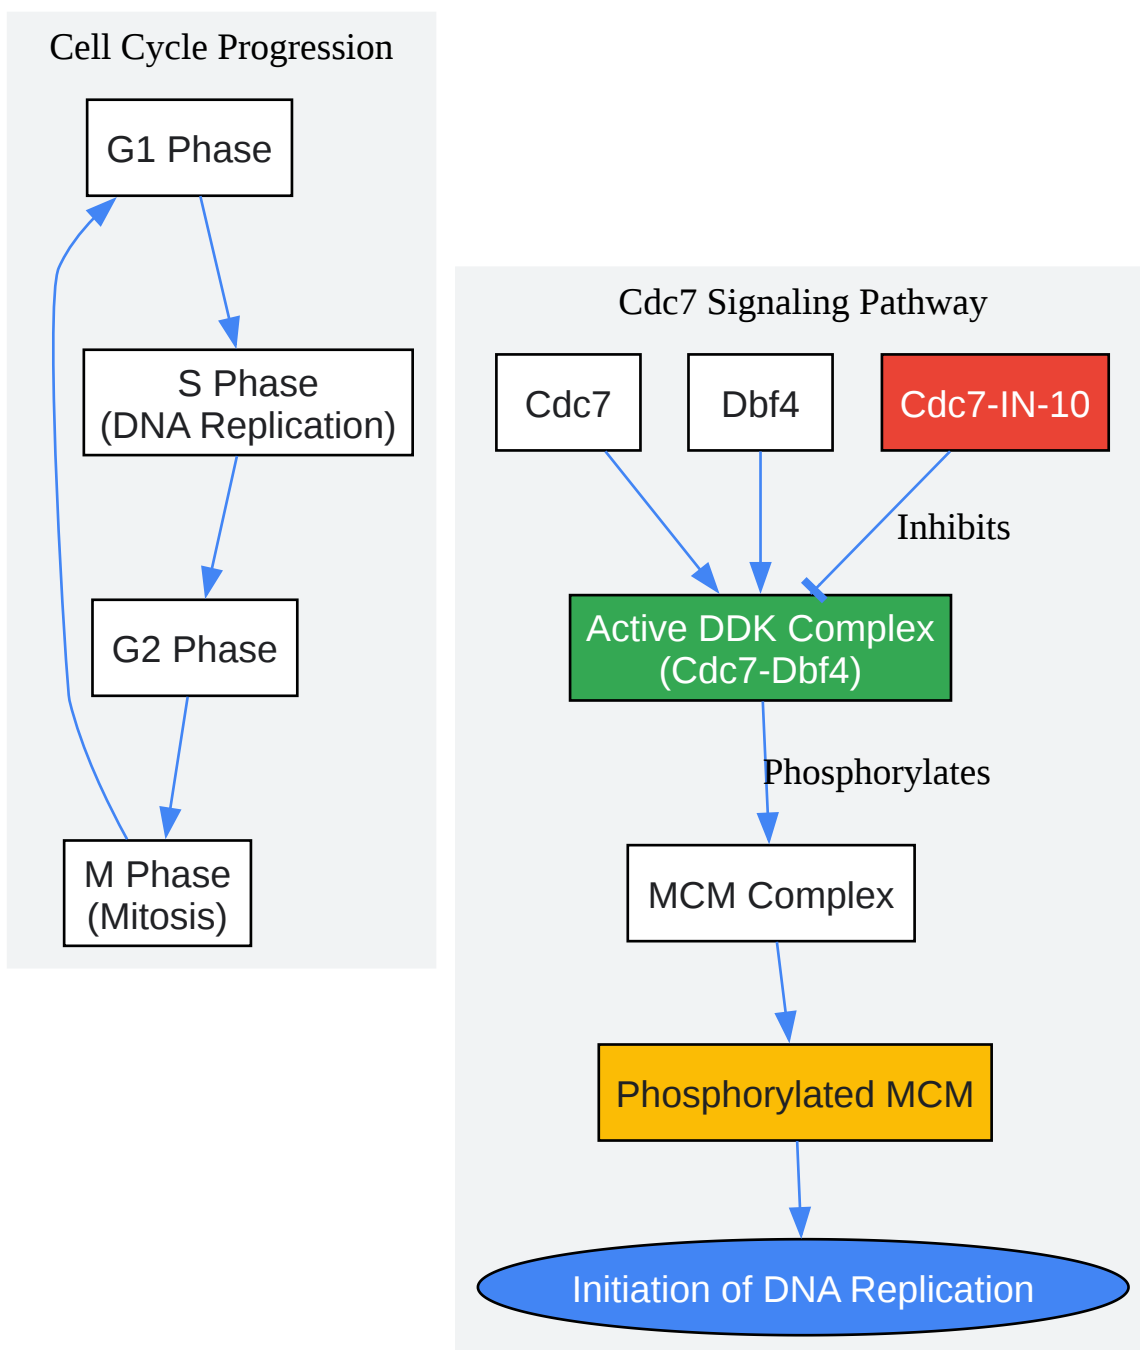 Cell Cycle Progression
G1 Phase
S Phase
(DNA Replication)
G2 Phase
M Phase
(Mitosis)
Cdc7 Signaling Pathway
Cdc7
Dbf4
Cdc7-IN-10
Inhibits
Active DDK Complex
(Cdc7-Dbf4)
Phosphorylates
MCM Complex
Phosphorylated MCM
Initiation of DNA Replication